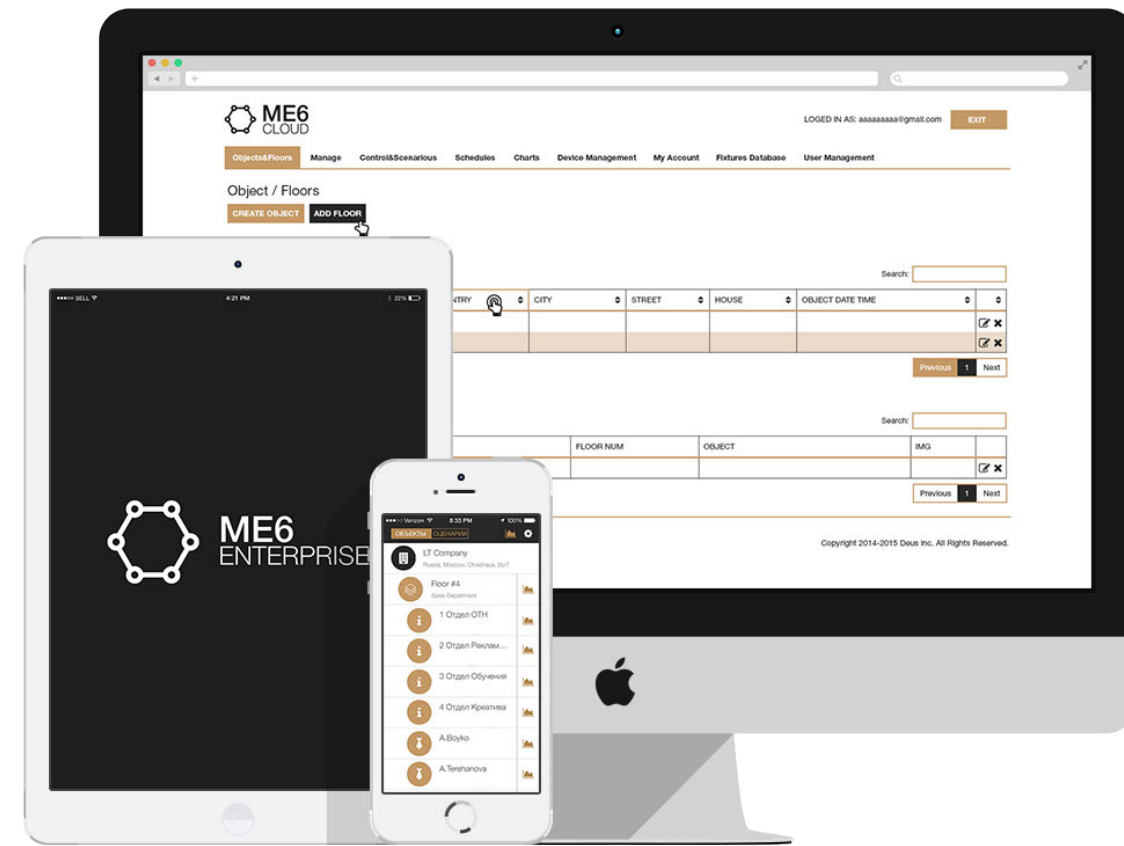 ME6
CLOUD
LOGED IN AS: aaaaaaaaa@gmail.com
EXIT
Objects&Floors Manage Control&Scenarious Schedules Charts Device Management My Account Fixtures Database User Management
Object / Floors
CREATE OBJECT ADD FLOOR
Search:
NTRY CITY STREET HOUSE OBJECT DATE TIME
Previous 1 Next
Search:
FLOOR NUM OBJECT IMG
Previous 1 Next
Copyright 2014-2015 Deus Inc. All Rights Reserved.
BELL 4:21 PM 22%
ME6
ENTERPRISE
Verizon 8:33 PM 100%
ОБЪЕКТЫ СЦЕНАРИИ
LT Company
Russia, Moscow, Otradnaya, 2b/7
Floor #4
Sales Department
1 Отдел ОТН
2 Отдел Реклам...
3 Отдел Обучения
4 Отдел Креатива
A.Boyko
A.Terehanova